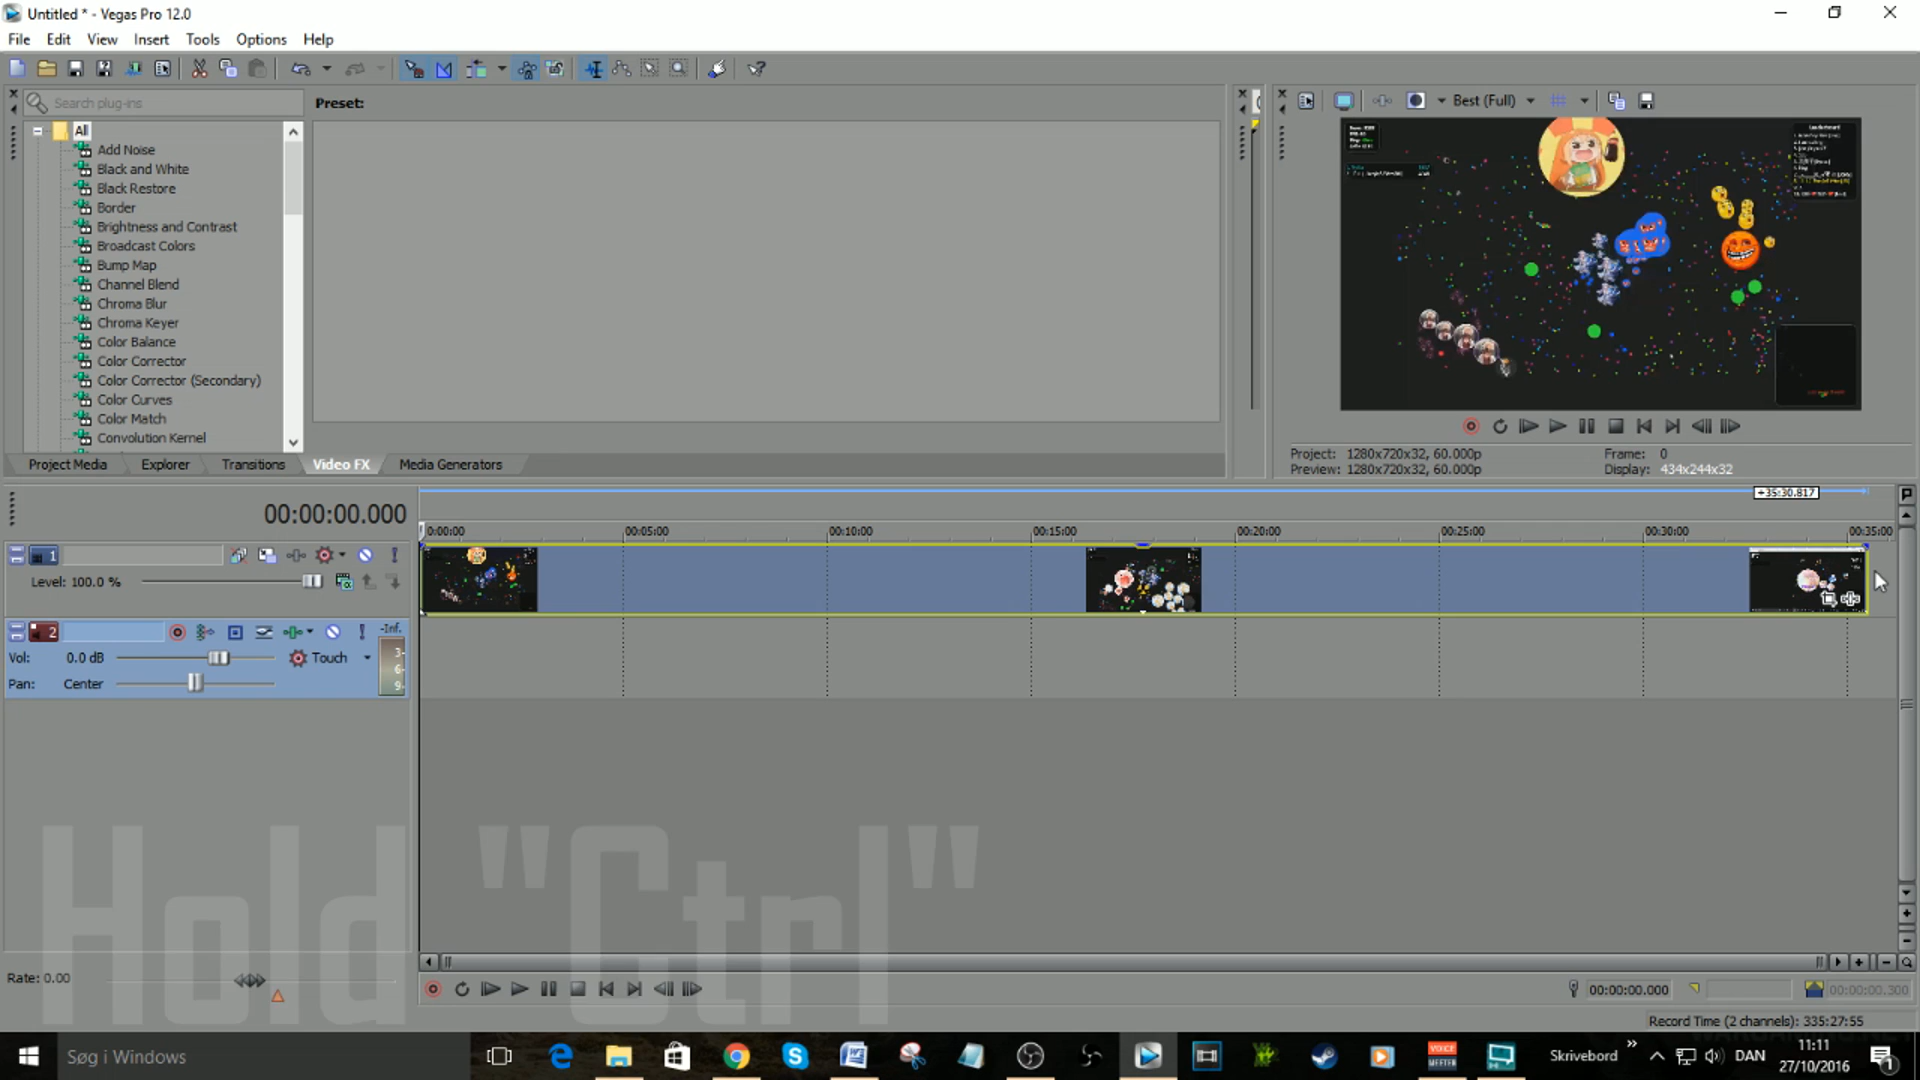 Untitled * - Vegas Pro 12.0
File Edit View Insert Tools Options Help
Search plug-ins
Preset:
All
Add Noise
Black and White
Black Restore
Border
Brightness and Contrast
Broadcast Colors
Bump Map
Channel Blend
Chroma Blur
Chroma Keyer
Color Balance
Color Corrector
Color Corrector (Secondary)
Color Curves
Color Match
Convolution Kernel
Project Media Explorer Transitions Video FX Media Generators
Best (Full)
Project: 1280x720x32, 60.000p Frame: 0
Preview: 1280x720x32, 60.000p Display: 434x244x32
+35:30.817
00:00:00.000
0:00:00 00:05:00 00:10:00 00:15:00 00:20:00 00:25:00 00:30:00 00:35:00
1
Level: 100.0 %
2 -Inf.
Vol: 0.0 dB Touch 3-
6-
Pan: Center 9-
Hold "Ctrl"
Rate: 0.00
00:00:00.000 00:00:00.300
Record Time (2 channels): 335:27:55
Søg i Windows VOICE MEETER Skrivebord DAN
11:11
27/10/2016
1